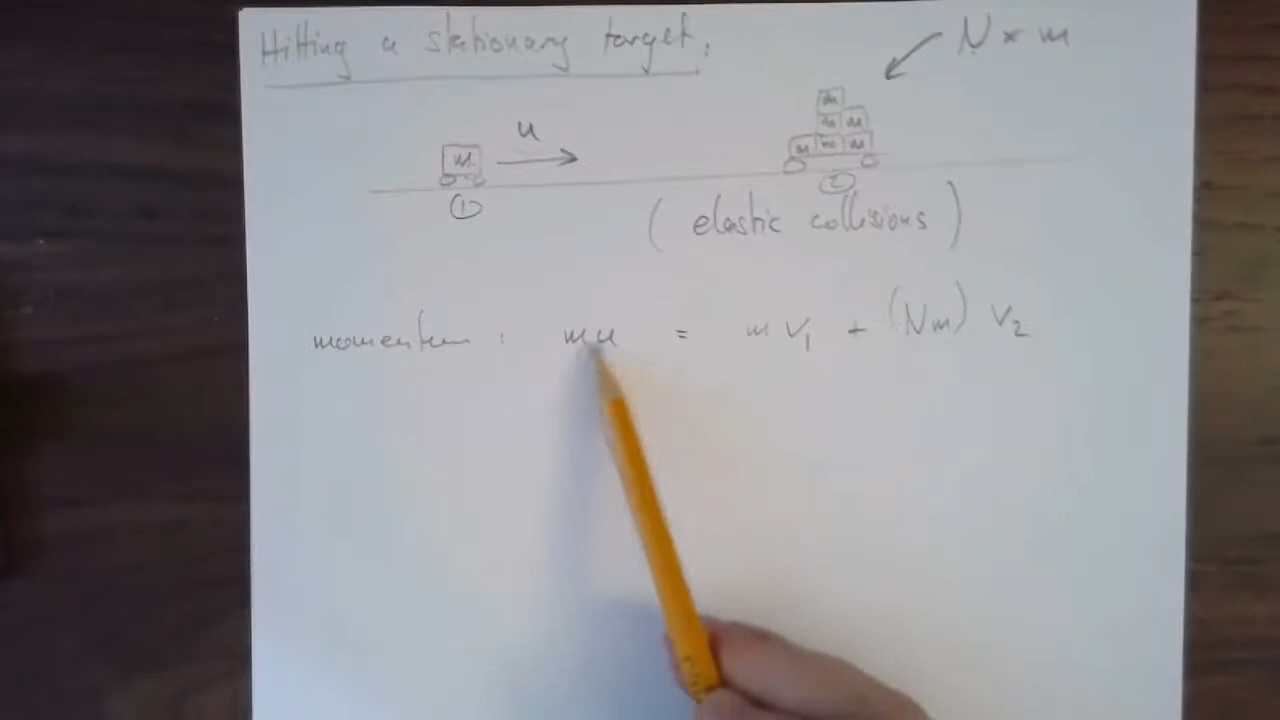 Hitting a stationary target.
N × m
u
m
m
m m
m m m
① ②
( elastic collisions )
momentum : mu = m v₁ + (Nm) v₂